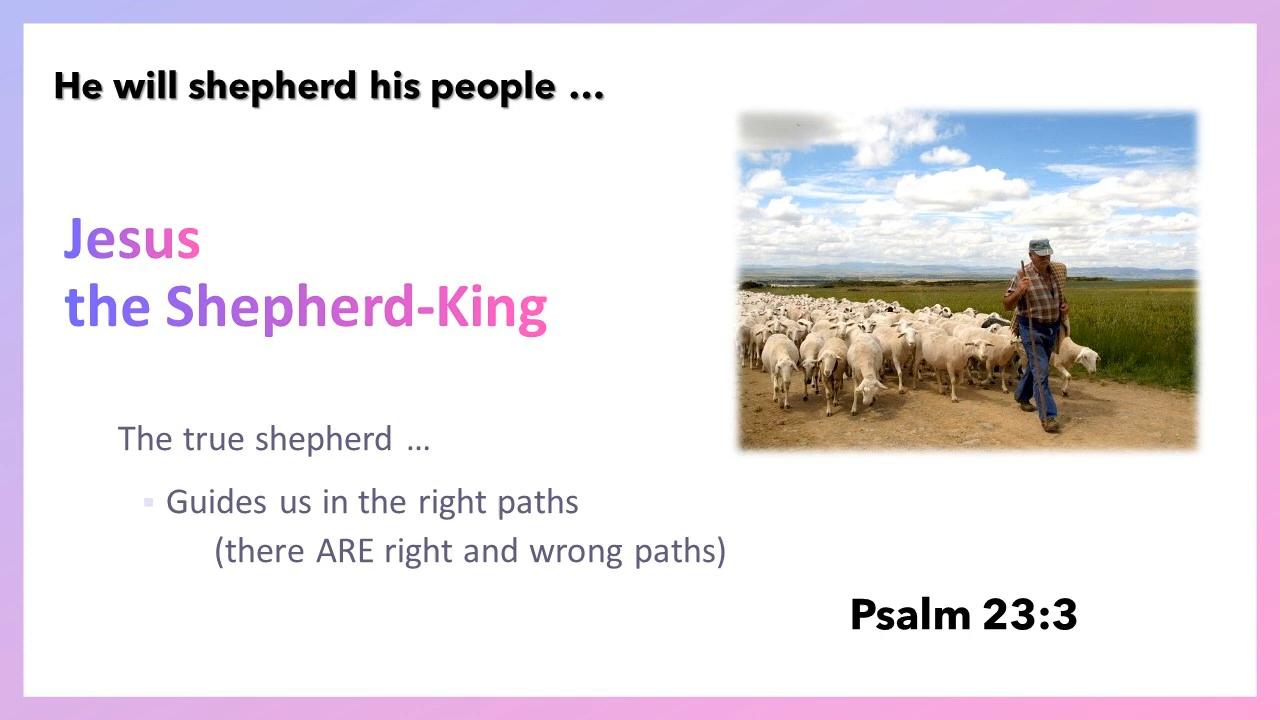 He will shepherd his people …
Jesus
the Shepherd-King
The true shepherd …
▪ Guides us in the right paths
(there ARE right and wrong paths)
Psalm 23:3